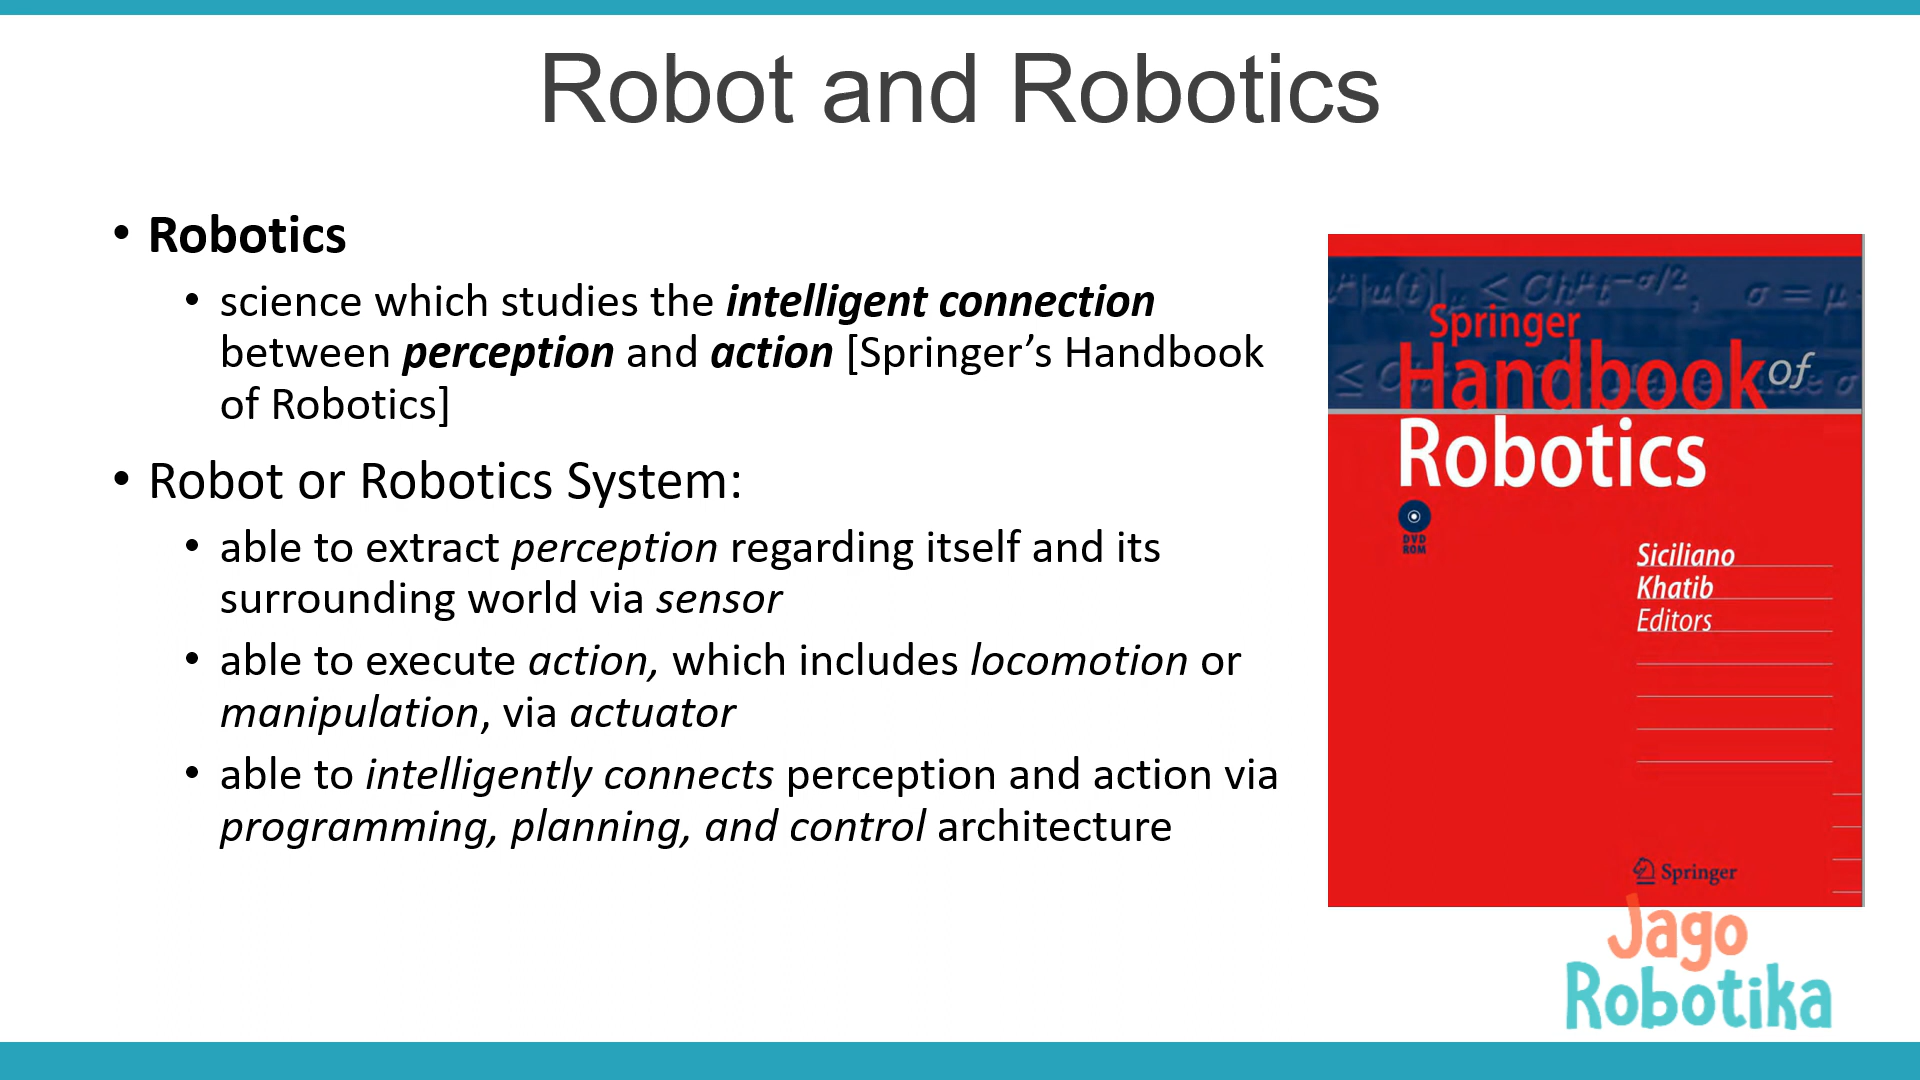 Robot and Robotics
• Robotics
• science which studies the intelligent connection
between perception and action [Springer’s Handbook
of Robotics]
• Robot or Robotics System:
• able to extract perception regarding itself and its
surrounding world via sensor
• able to execute action, which includes locomotion or
manipulation, via actuator
• able to intelligently connects perception and action via
programming, planning, and control architecture
Springer
Handbook of
Robotics
DVD
ROM
Siciliano
Khatib
Editors
Springer
Jago
Robotika